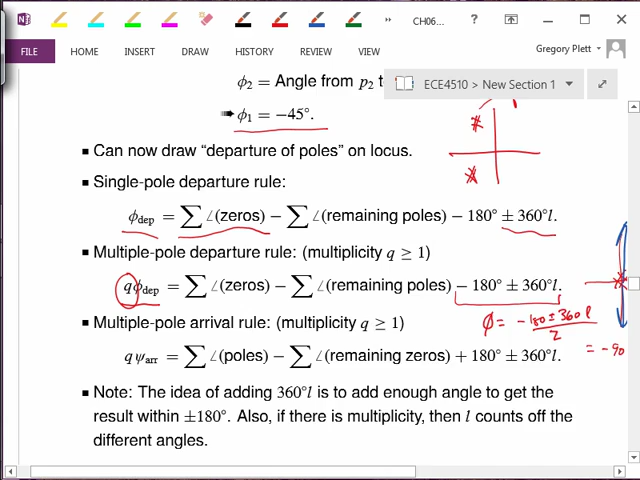 CH06...
Gregory Plett
FILE HOME INSERT DRAW HISTORY REVIEW VIEW
ECE4510 > New Section 1
ϕ₂ = Angle from p₂ t
➠ ϕ₁ = −45°.
■ Can now draw “departure of poles” on locus.
■ Single-pole departure rule:
ϕdep = ∑ ∠(zeros) − ∑ ∠(remaining poles) − 180° ± 360°l.
■ Multiple-pole departure rule: (multiplicity q ≥ 1)
qϕdep = ∑ ∠(zeros) − ∑ ∠(remaining poles) − 180° ± 360°l.
■ Multiple-pole arrival rule: (multiplicity q ≥ 1)
ϕ = −180 ± 360 l / 2
= −90
qψarr = ∑ ∠(poles) − ∑ ∠(remaining zeros) + 180° ± 360°l.
■ Note: The idea of adding 360°l is to add enough angle to get the
result within ±180°. Also, if there is multiplicity, then l counts off the
different angles.